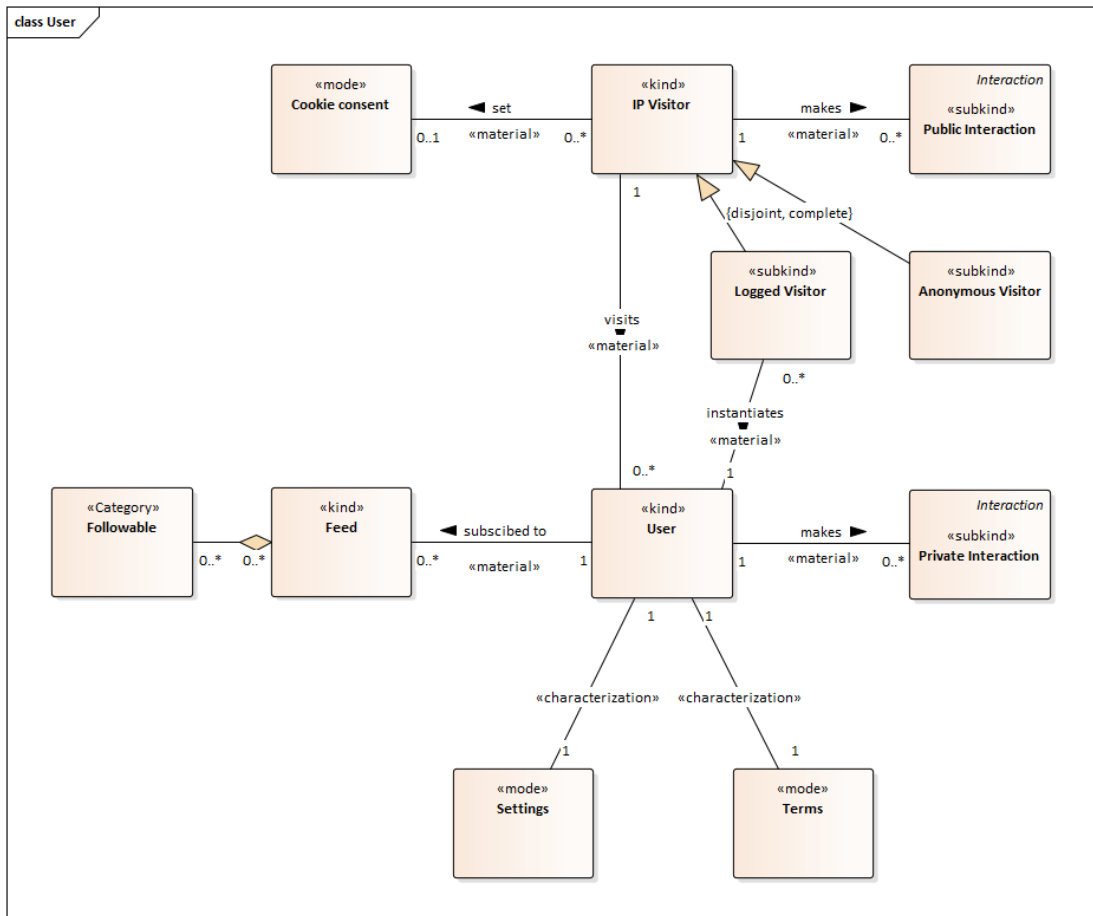 class User
«mode»
Cookie consent
set
«material»
0..1
0..*
«kind»
IP Visitor
makes
«material»
1
0..*
Interaction
«subkind»
Public Interaction
1
{disjoint, complete}
«subkind»
Logged Visitor
«subkind»
Anonymous Visitor
visits
«material»
0..*
instantiates
«material»
0..*
1
«Category»
Followable
0..*
0..*
«kind»
Feed
subscibed to
«material»
0..*
1
«kind»
User
makes
«material»
1
0..*
Interaction
«subkind»
Private Interaction
1
1
«characterization»
«characterization»
1
1
«mode»
Settings
«mode»
Terms